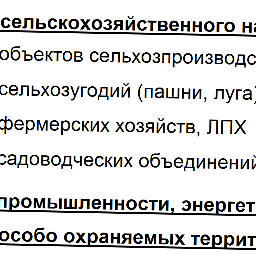 сельскохозяйственного на
объектов сельхозпроизводс
сельхозугодий (пашни, луга)
фермерских хозяйств, ЛПХ
садоводческих объединений
промышленности, энергет
особо охраняемых террит